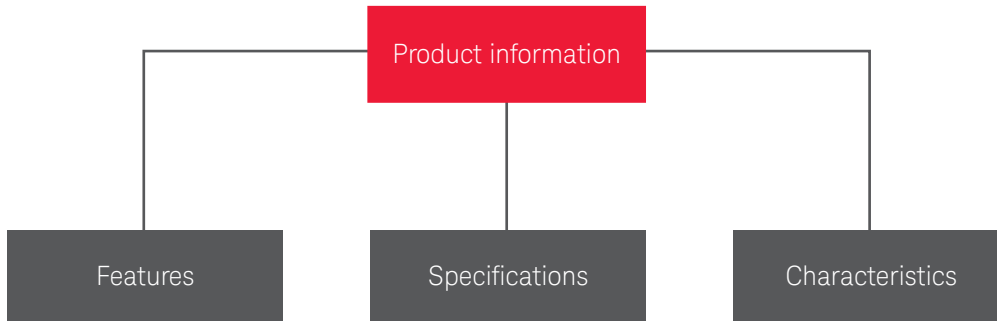 Product information
Features
Specifications
Characteristics